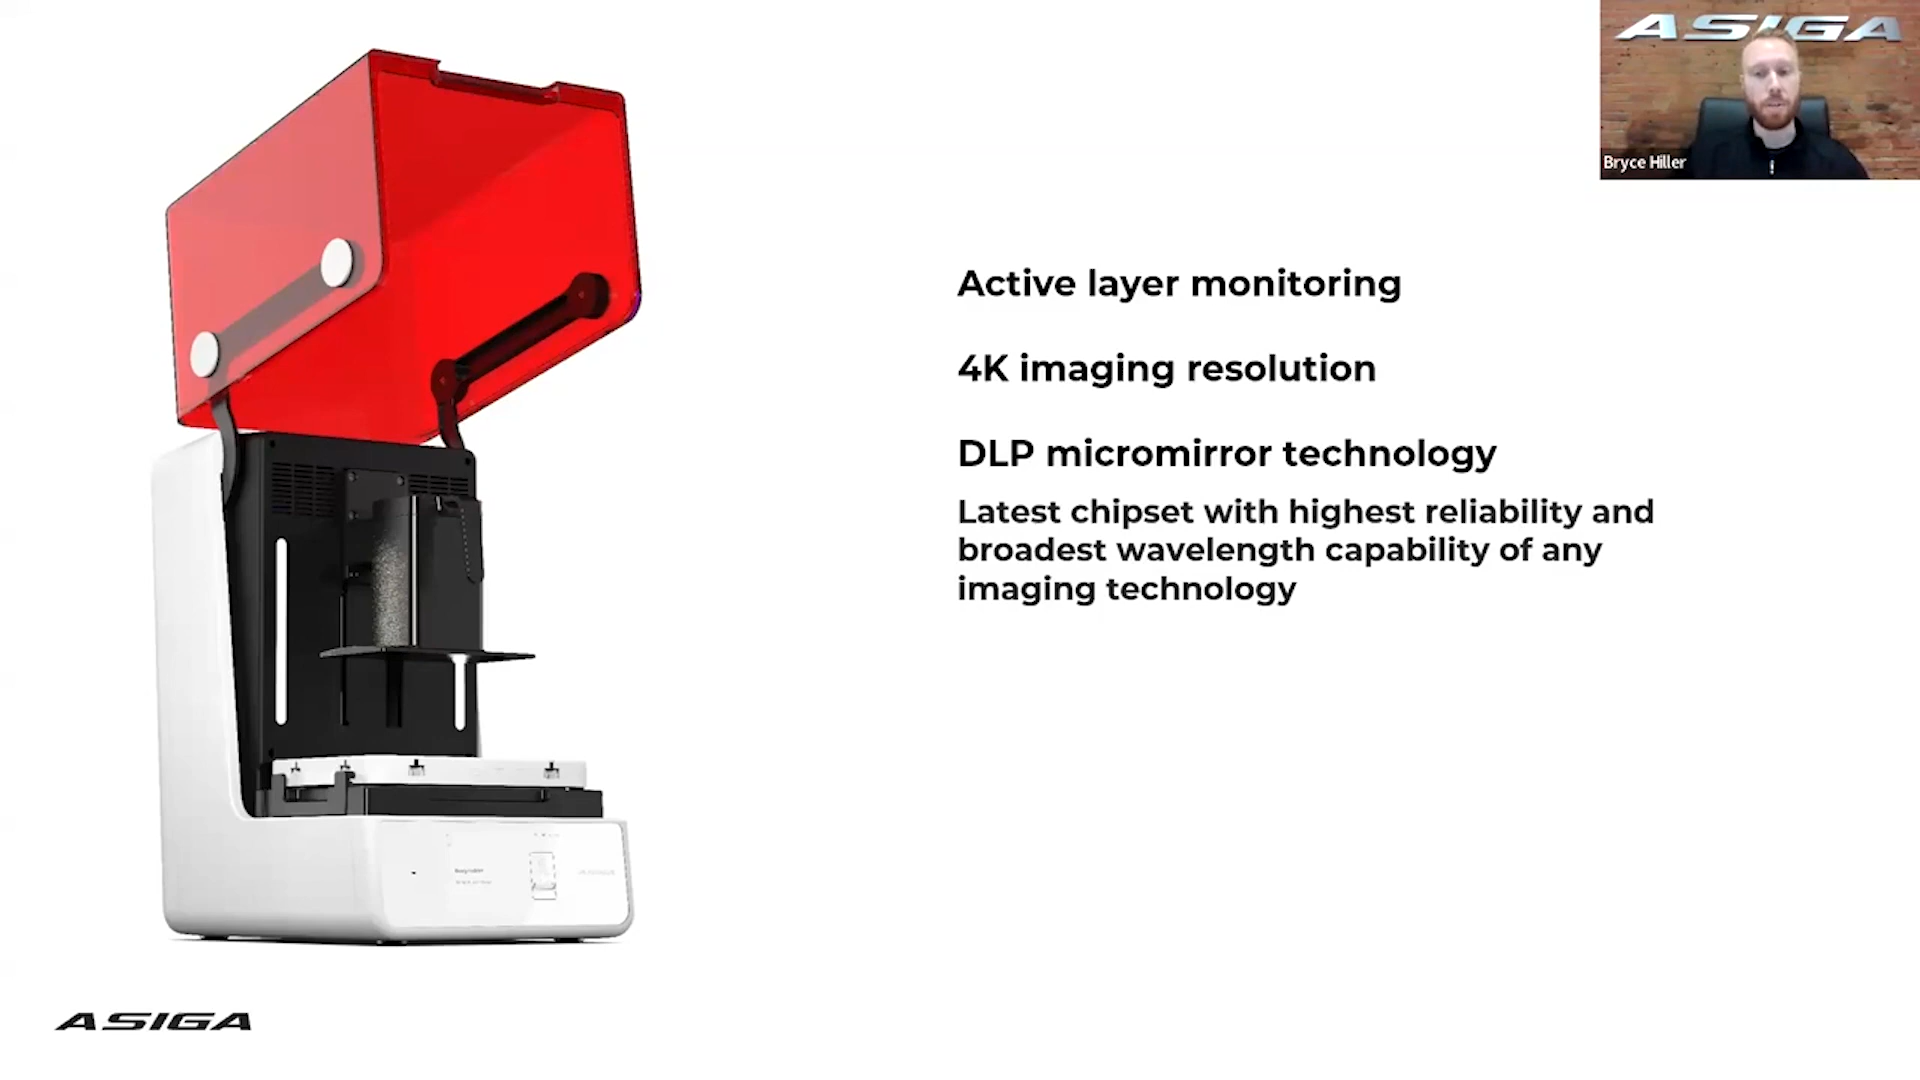 ASIGA
Bryce Hiller
Active layer monitoring
4K imaging resolution
DLP micromirror technology
Latest chipset with highest reliability and
broadest wavelength capability of any
imaging technology
ASIGA
ASIGA